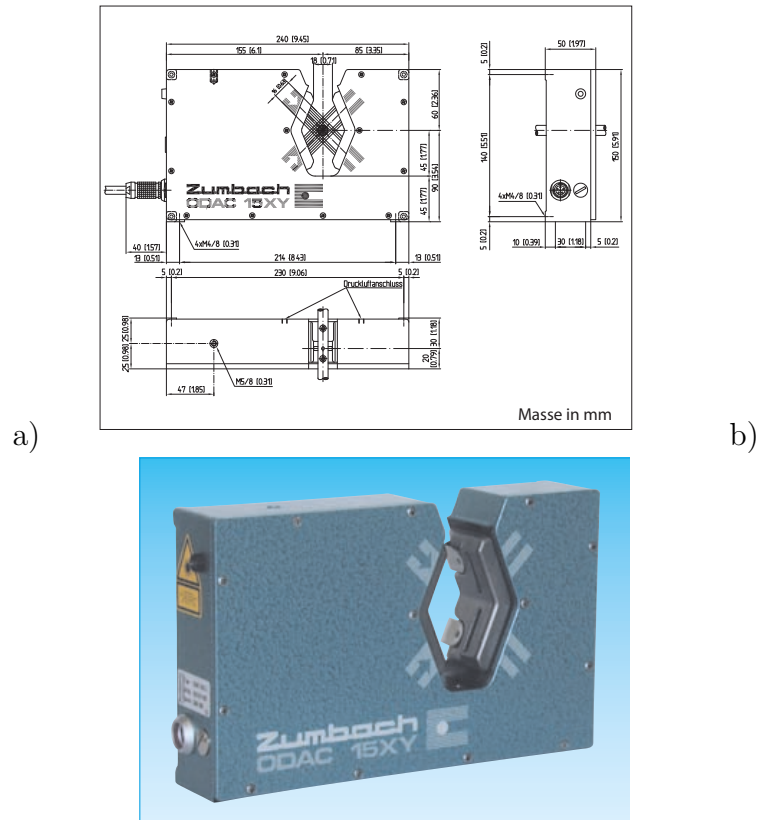 240 (9.45)
155 (6.1)
85 (3.35)
18 (0.71)
60 (2.36)
45 (1.77)
90 (3.54)
45 (1.77)
Zumbach
ODAC 15XY
40 (1.57)
4xM4/8 (0.31)
13 (0.51)
214 (8.43)
13 (0.51)
5 (0.2)
230 (9.06)
5 (0.2)
Druckluftanschluss
25 (0.98)
25 (0.98)
30 (1.18)
20 (0.79)
M5/8 (0.31)
47 (1.85)
50 (1.97)
5 (0.2)
140 (5.51)
150 (5.91)
4xM4/8 (0.31)
5 (0.2)
10 (0.39)
30 (1.18)
5 (0.2)
Masse in mm
a)
b)
Zumbach
ODAC 15XY